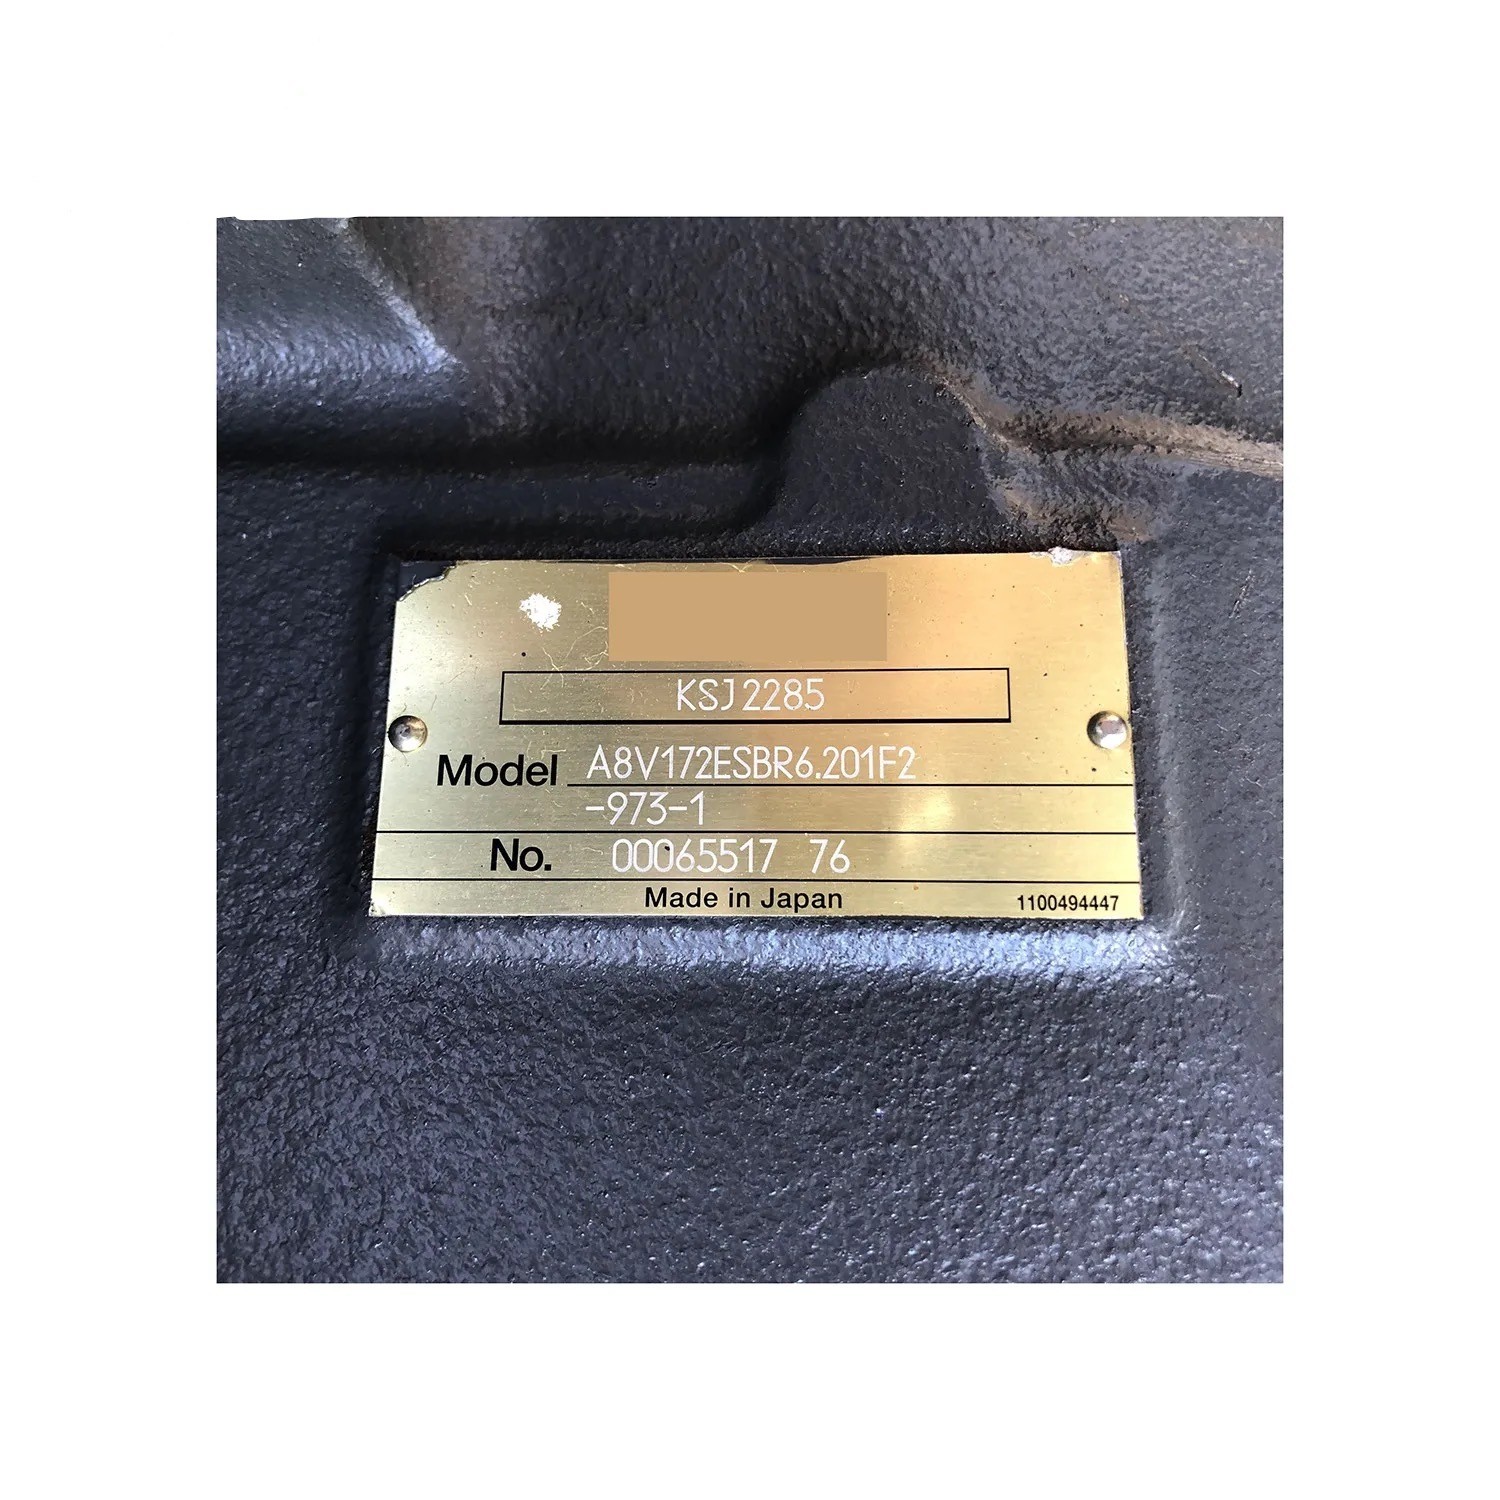 KSJ2285
Model A8V172ESBR6.201F2
-973-1
No. 00065517 76
Made in Japan 1100494447